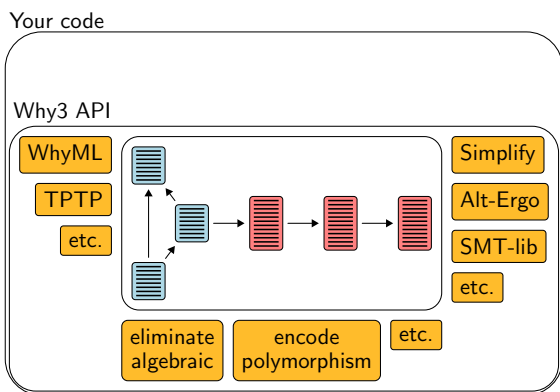 Your code
Why3 API
WhyML
TPTP
etc.
Simplify
Alt-Ergo
SMT-lib
etc.
eliminate
algebraic
encode
polymorphism
etc.